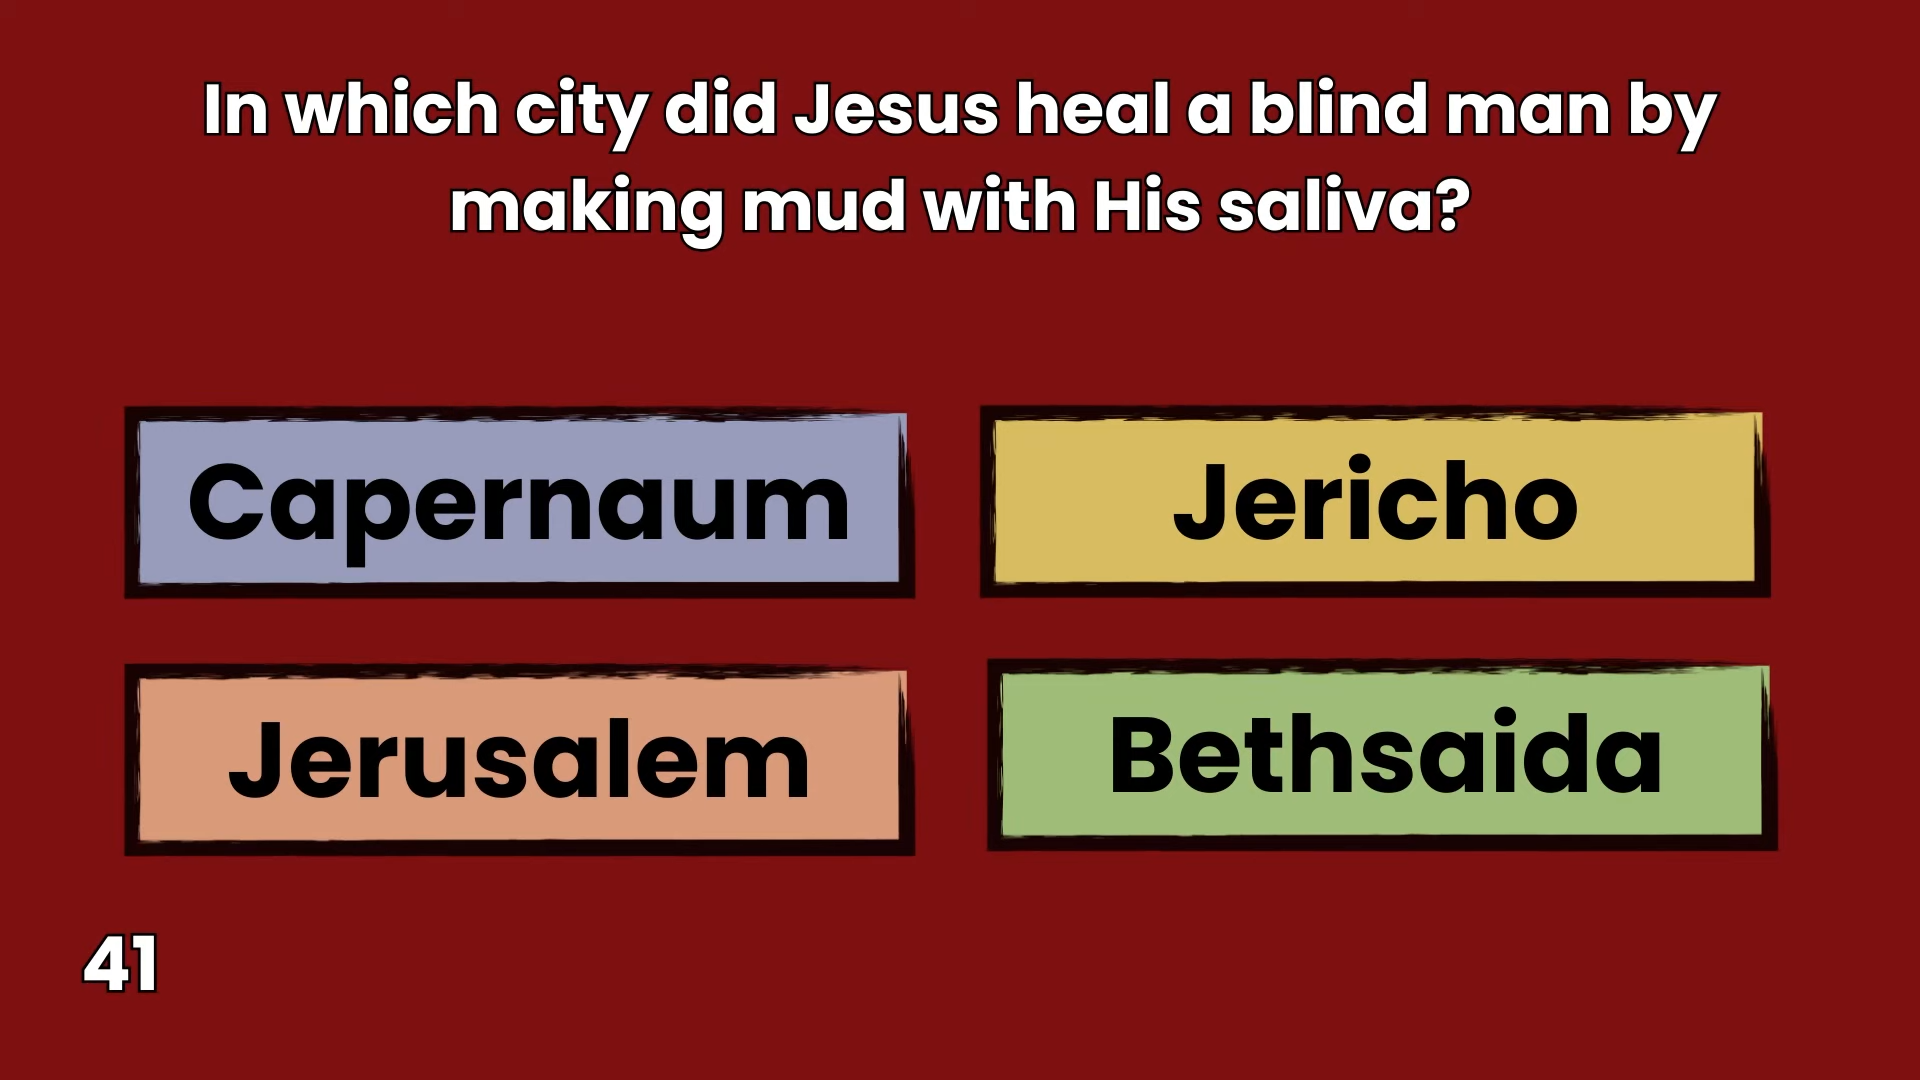 In which city did Jesus heal a blind man by
making mud with His saliva?
Capernaum
Jericho
Jerusalem
Bethsaida
41